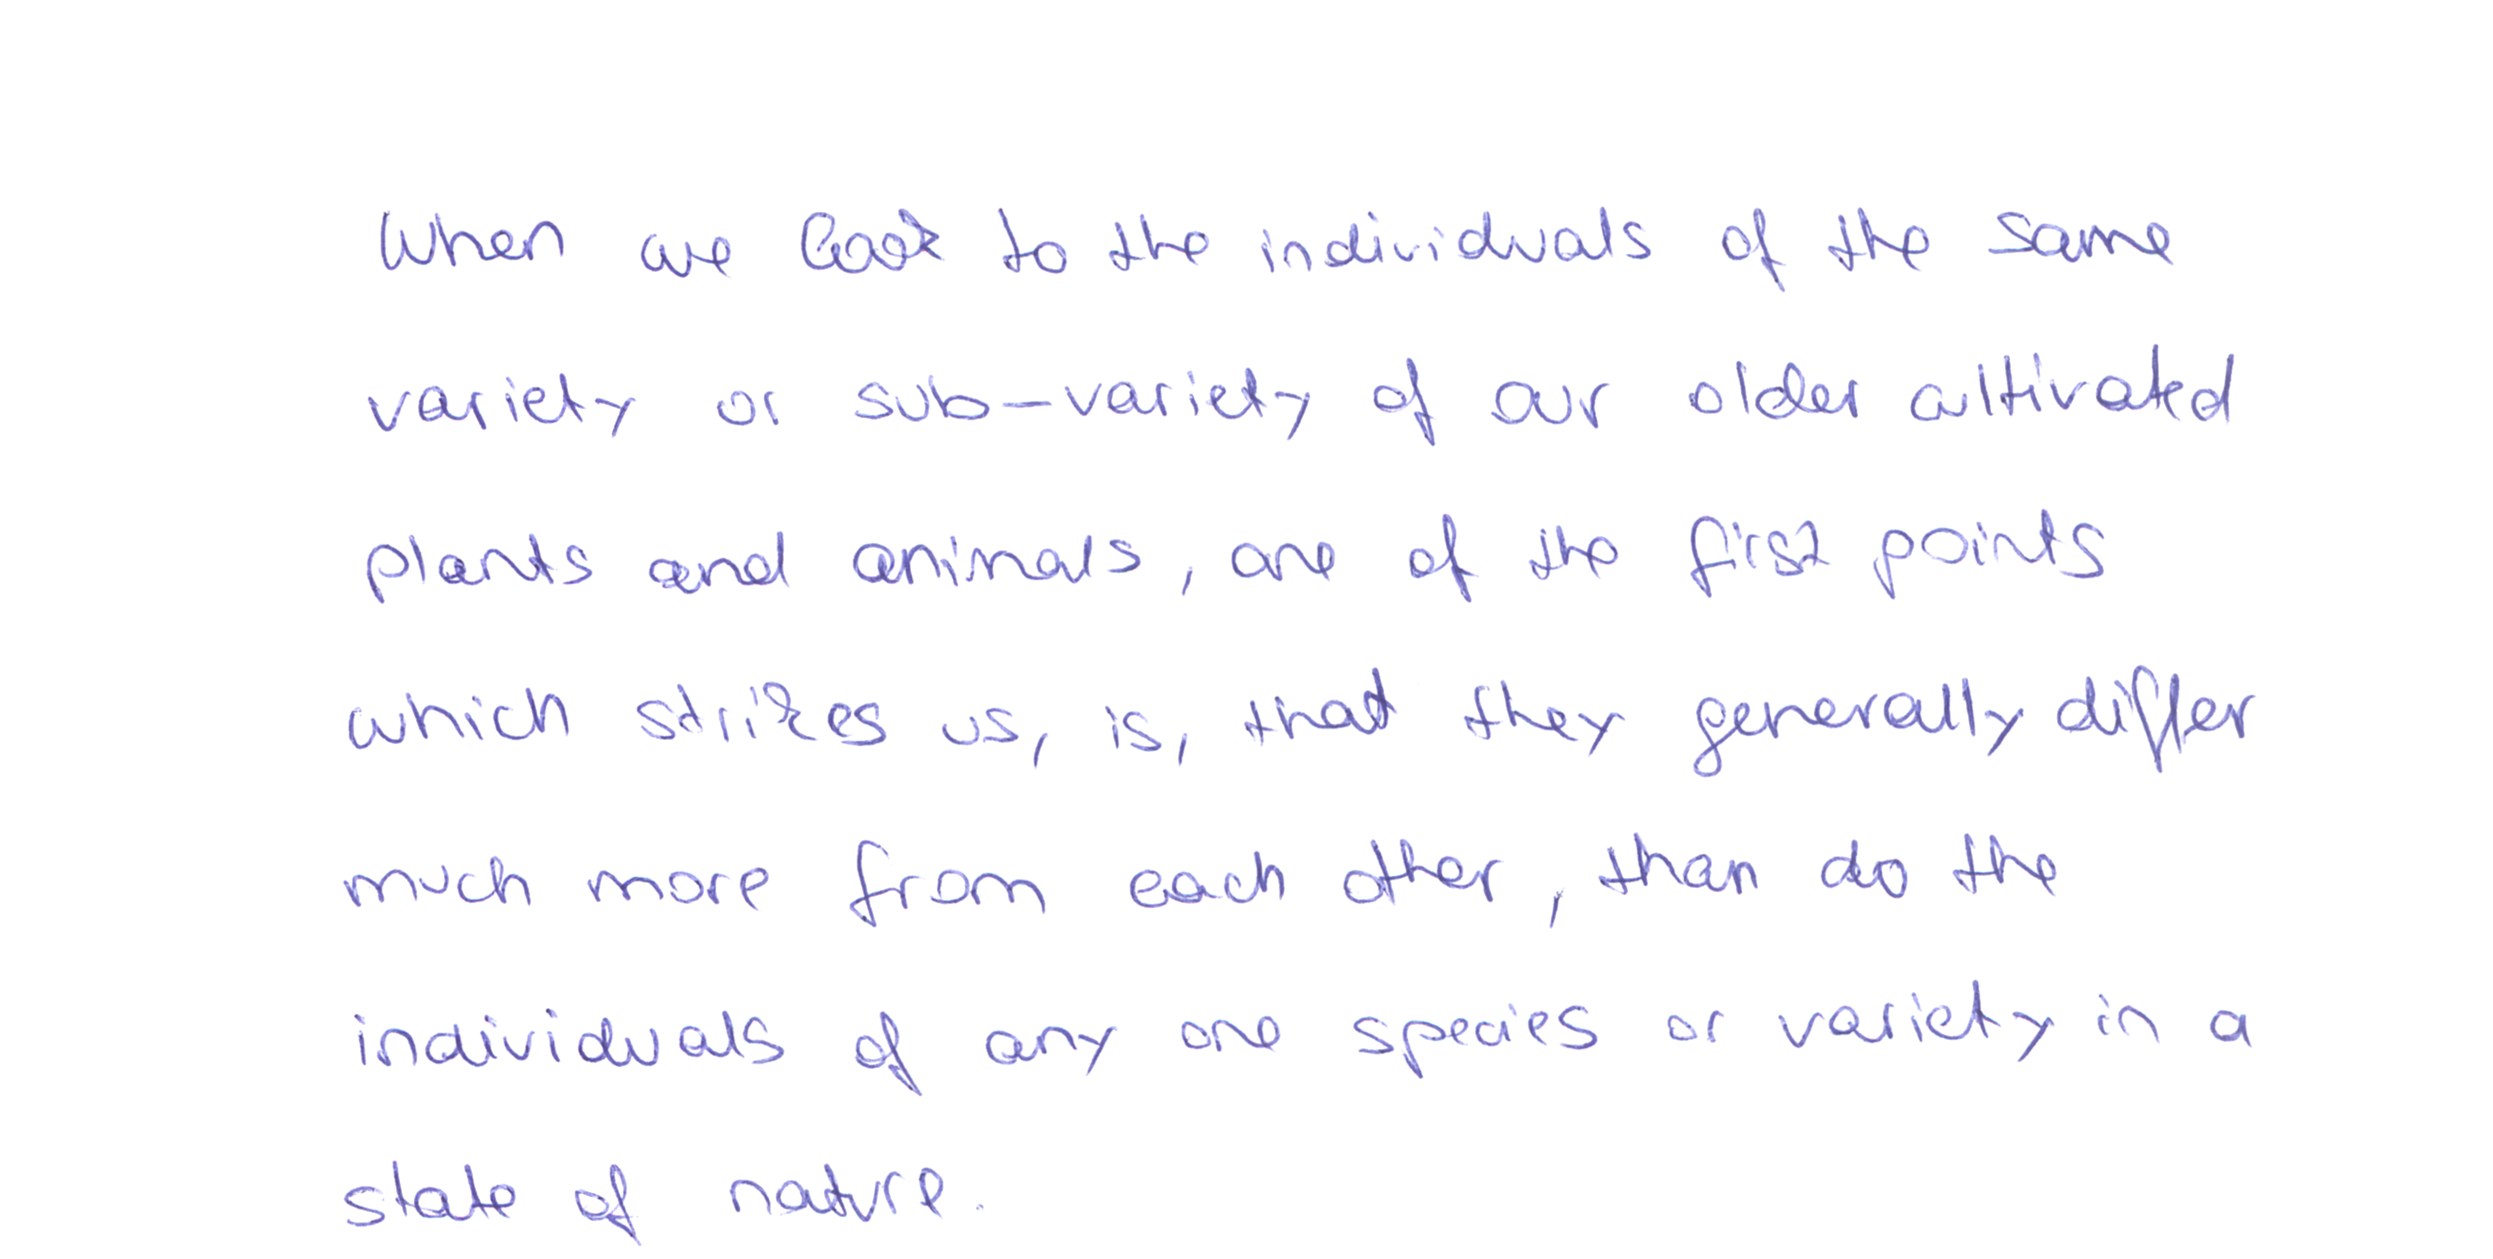 When we look to the individuals of the same
variety or sub-variety of our older cultivated
plants and animals, one of the first points
which strikes us, is, that they generally differ
much more from each other, than do the
individuals of any one species or variety in a
state of nature.